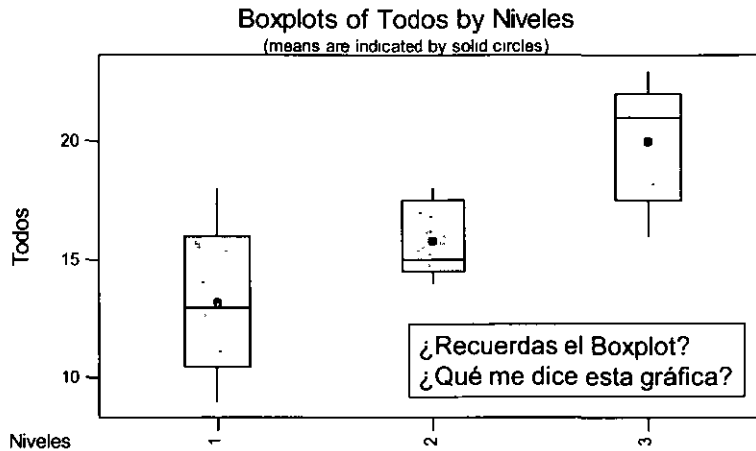 Boxplots of Todos by Niveles
(means are indicated by solid circles)
Todos
20
15
10
¿Recuerdas el Boxplot?
¿Qué me dice esta gráfica?
Niveles
1
2
3